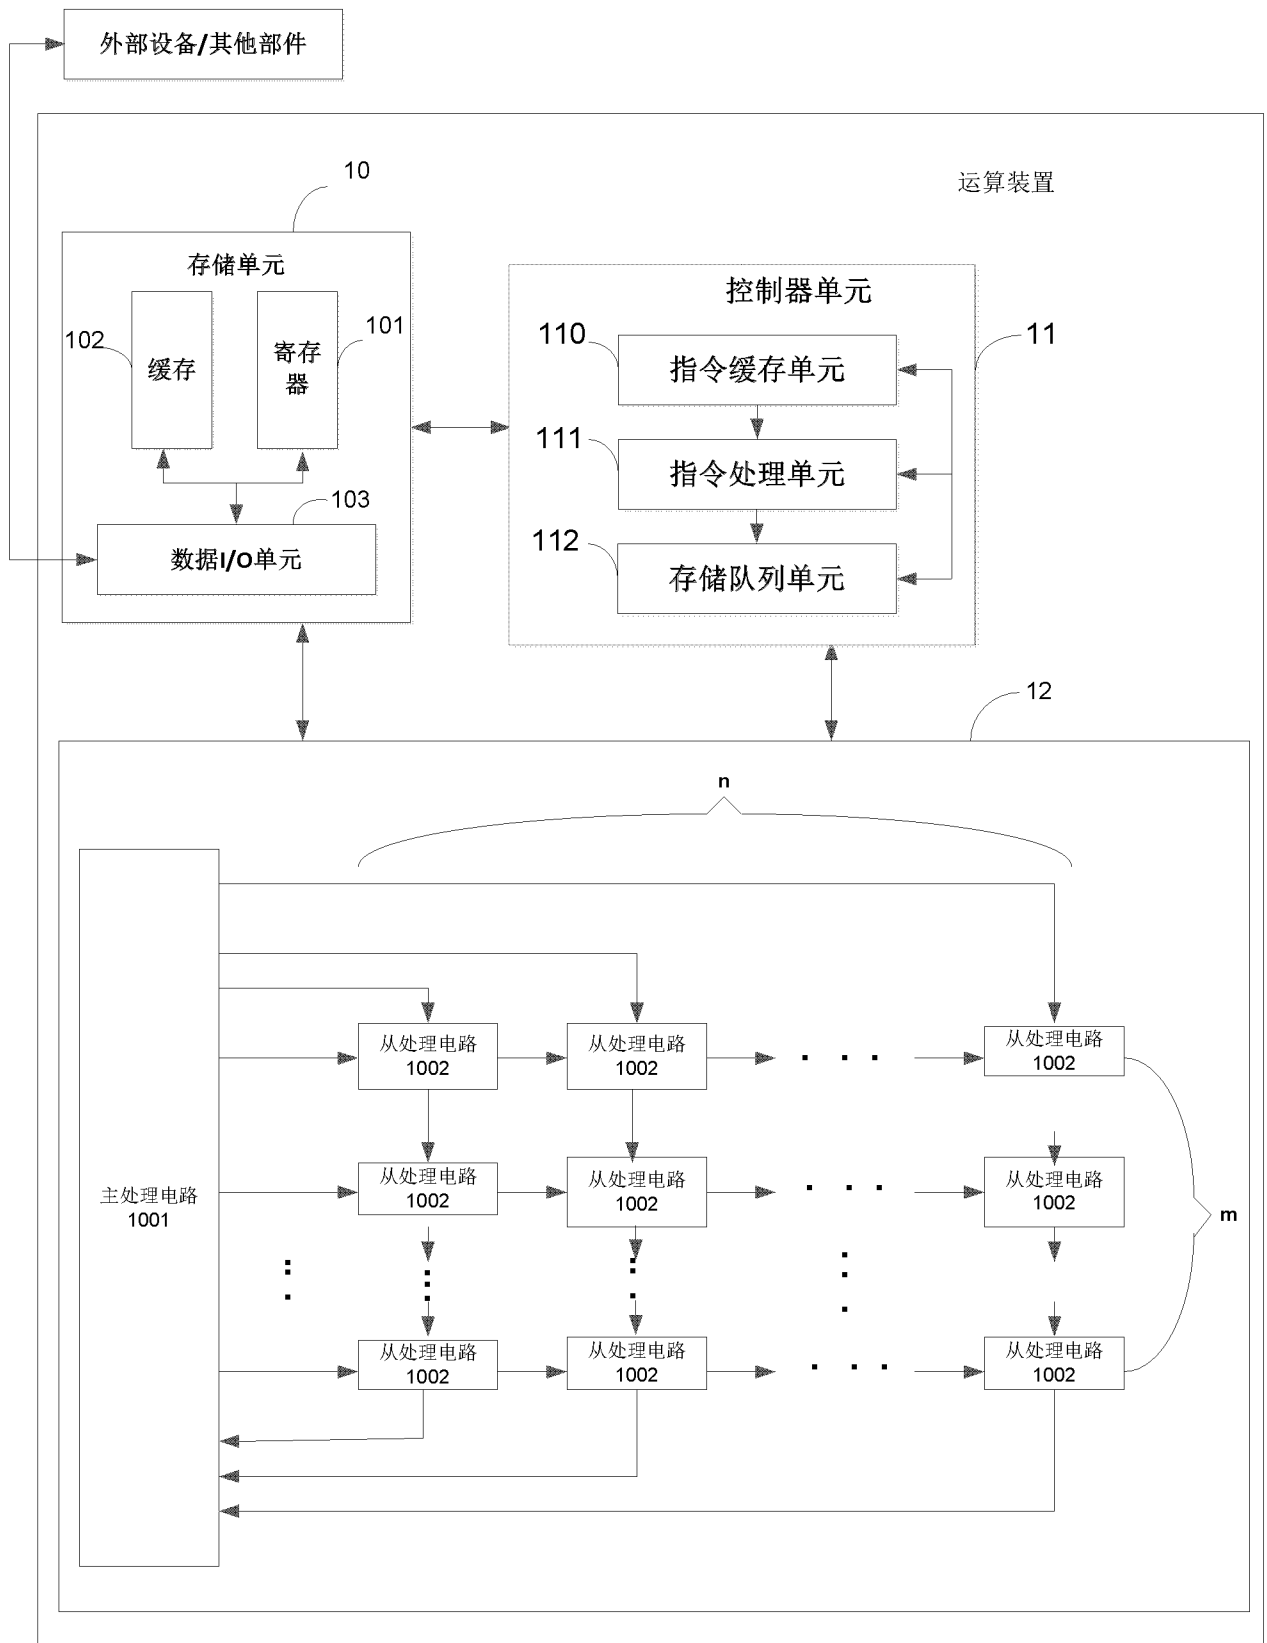 外部设备/其他部件
运算装置
10
存储单元
102
缓存
101
寄存
器
103
数据I/O单元
控制器单元
11
110
指令缓存单元
111
指令处理单元
112
存储队列单元
12
n
主处理电路
1001
从处理电路
1002
从处理电路
1002
从处理电路
1002
从处理电路
1002
从处理电路
1002
从处理电路
1002
m
从处理电路
1002
从处理电路
1002
从处理电路
1002